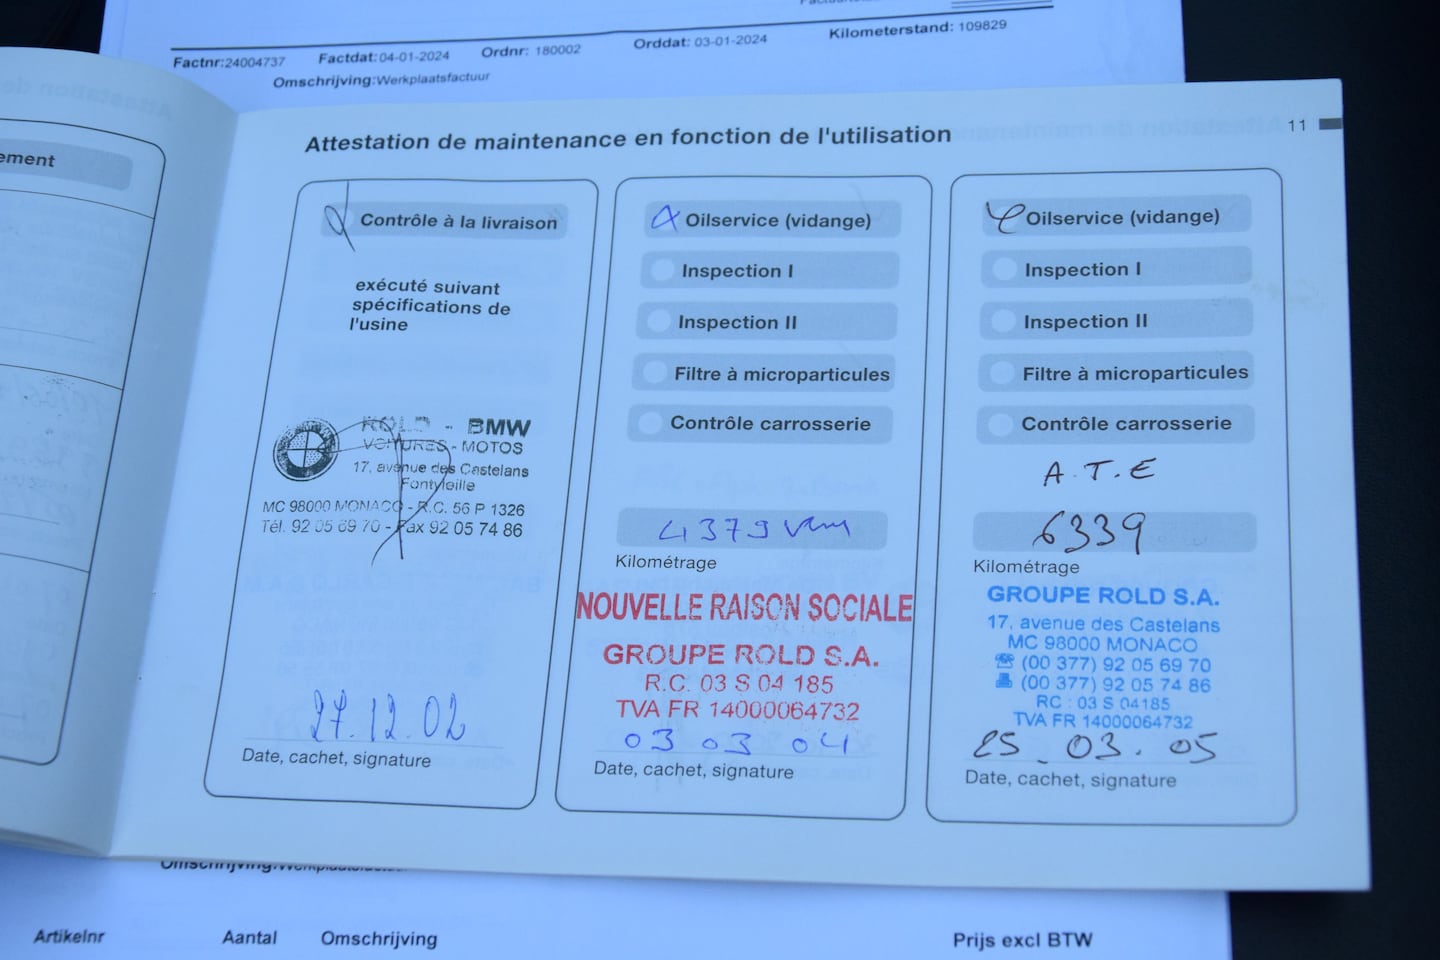 Factnr:24004737 Factdat:04-01-2024 Ordnr: 180002 Orddat: 03-01-2024 Kilometerstand: 109829
Omschrijving:Werkplaatsfactuur
ement
Attestation de maintenance en fonction de l'utilisation
11
Contrôle à la livraison
exécuté suivant
spécifications de
l'usine
ROLD - BMW
VOITURES - MOTOS
17, avenue des Castelans
Fontvieille
MC 98000 MONACO - R.C. 56 P 1326
Tél. 92 05 69 70 - Fax 92 05 74 86
27.12.02
Date, cachet, signature
Oilservice (vidange)
Inspection I
Inspection II
Filtre à microparticules
Contrôle carrosserie
4379 km
Kilométrage
NOUVELLE RAISON SOCIALE
GROUPE ROLD S.A.
R.C. 03 S 04 185
TVA FR 14000064732
03 03 04
Date, cachet, signature
Oilservice (vidange)
Inspection I
Inspection II
Filtre à microparticules
Contrôle carrosserie
A.T.E
6339
Kilométrage
GROUPE ROLD S.A.
17, avenue des Castelans
MC 98000 MONACO
☎ (00 377) 92 05 69 70
(00 377) 92 05 74 86
RC : 03 S 04185
TVA FR 14000064732
25.03.05
Date, cachet, signature
Omschrijving:Werkplaatsfactuur
Artikelnr Aantal Omschrijving Prijs excl BTW